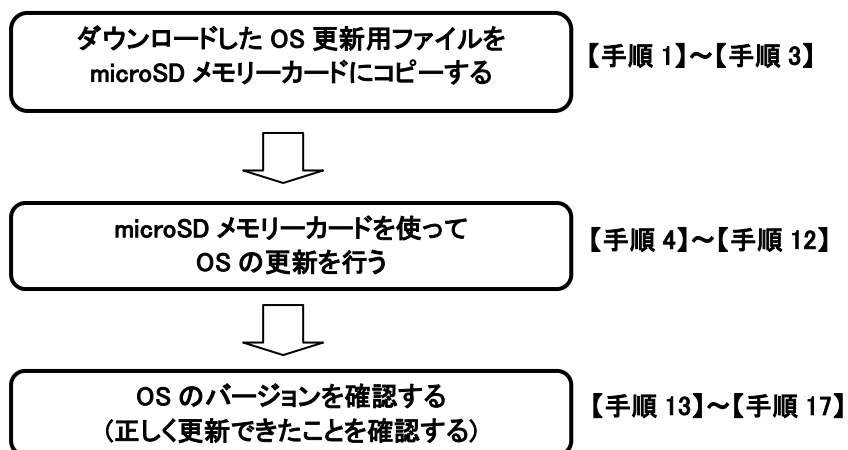 ダウンロードした OS 更新用ファイルを
microSD メモリーカードにコピーする
【手順 1】～【手順 3】
microSD メモリーカードを使って
OS の更新を行う
【手順 4】～【手順 12】
OS のバージョンを確認する
(正しく更新できたことを確認する)
【手順 13】～【手順 17】